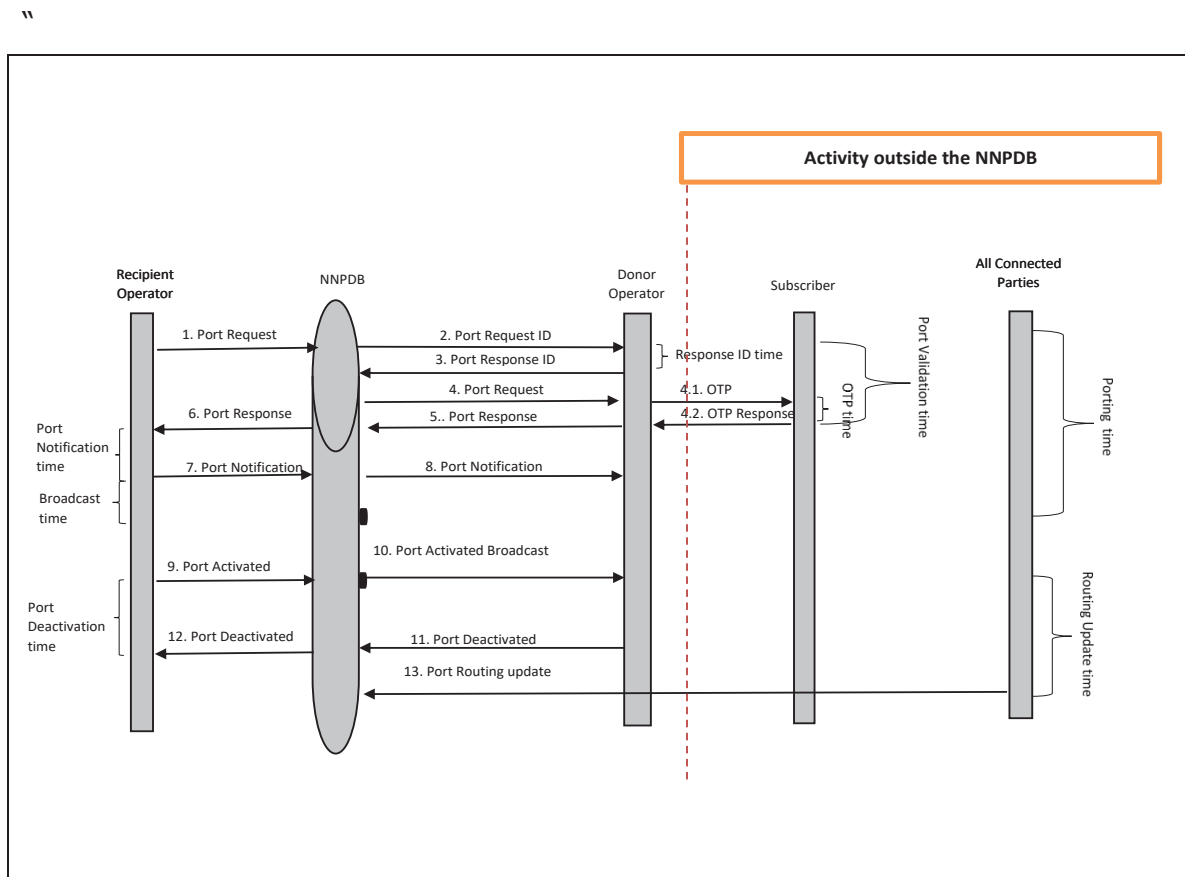 “
Activity outside the NNPDB
Recipient
Operator
NNPDB
Donor
Operator
Subscriber
All Connected
Parties
1. Port Request
2. Port Request ID
Response ID time
3. Port Response ID
4. Port Request
4.1. OTP
6. Port Response
5.. Port Response
4.2. OTP Response
OTP time
Port Validation time
Porting time
Port
Notification
time
7. Port Notification
8. Port Notification
Broadcast
time
10. Port Activated Broadcast
9. Port Activated
Port
Deactivation
time
12. Port Deactivated
11. Port Deactivated
13. Port Routing update
Routing Update time